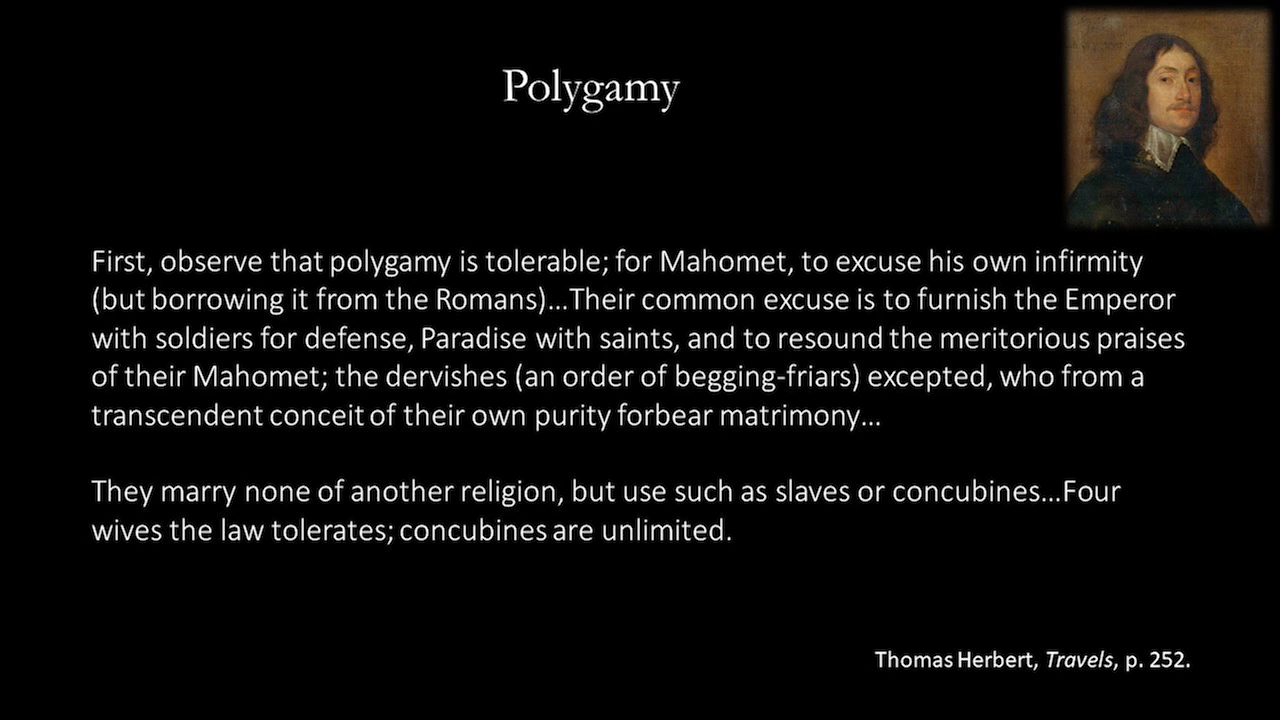 Polygamy
First, observe that polygamy is tolerable; for Mahomet, to excuse his own infirmity
(but borrowing it from the Romans)...Their common excuse is to furnish the Emperor
with soldiers for defense, Paradise with saints, and to resound the meritorious praises
of their Mahomet; the dervishes (an order of begging-friars) excepted, who from a
transcendent conceit of their own purity forbear matrimony...
They marry none of another religion, but use such as slaves or concubines...Four
wives the law tolerates; concubines are unlimited.
Thomas Herbert, Travels, p. 252.